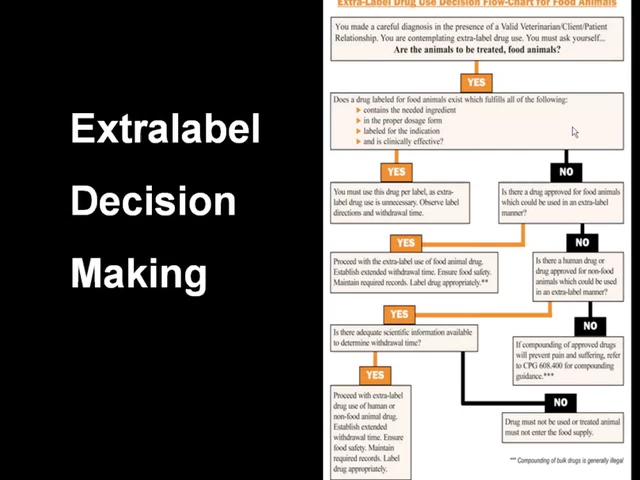 Extra-Label Drug Use Decision Flow-Chart for Food Animals
Extralabel
Decision
Making
You made a careful diagnosis in the presence of a Valid Veterinarian/Client/Patient
Relationship. You are contemplating extra-label drug use. You must ask yourself...
Are the animals to be treated, food animals?
YES
Does a drug labeled for food animals exist which fulfills all of the following:
contains the needed ingredient
in the proper dosage form
labeled for the indication
and is clinically effective?
YES
NO
You must use this drug per label, as extra-
label drug use is unnecessary. Observe label
directions and withdrawal time.
Is there a drug approved for food animals
which could be used in an extra-label
manner?
YES
NO
Proceed with the extra-label use of food animal drug.
Establish extended withdrawal time. Ensure food safety.
Maintain required records. Label drug appropriately.**
Is there a human drug or
drug approved for non-food
animals which could be used
in an extra-label manner?
YES
NO
Is there adequate scientific information available
to determine withdrawal time?
If compounding of approved drugs
will prevent pain and suffering, refer
to CPG 608.400 for compounding
guidance.***
YES
NO
Proceed with extra-label
drug use of human or
non-food animal drug.
Establish extended
withdrawal time. Ensure
food safety. Maintain
required records. Label
drug appropriately.
Drug must not be used or treated animal
must not enter the food supply.
*** Compounding of bulk drugs is generally illegal